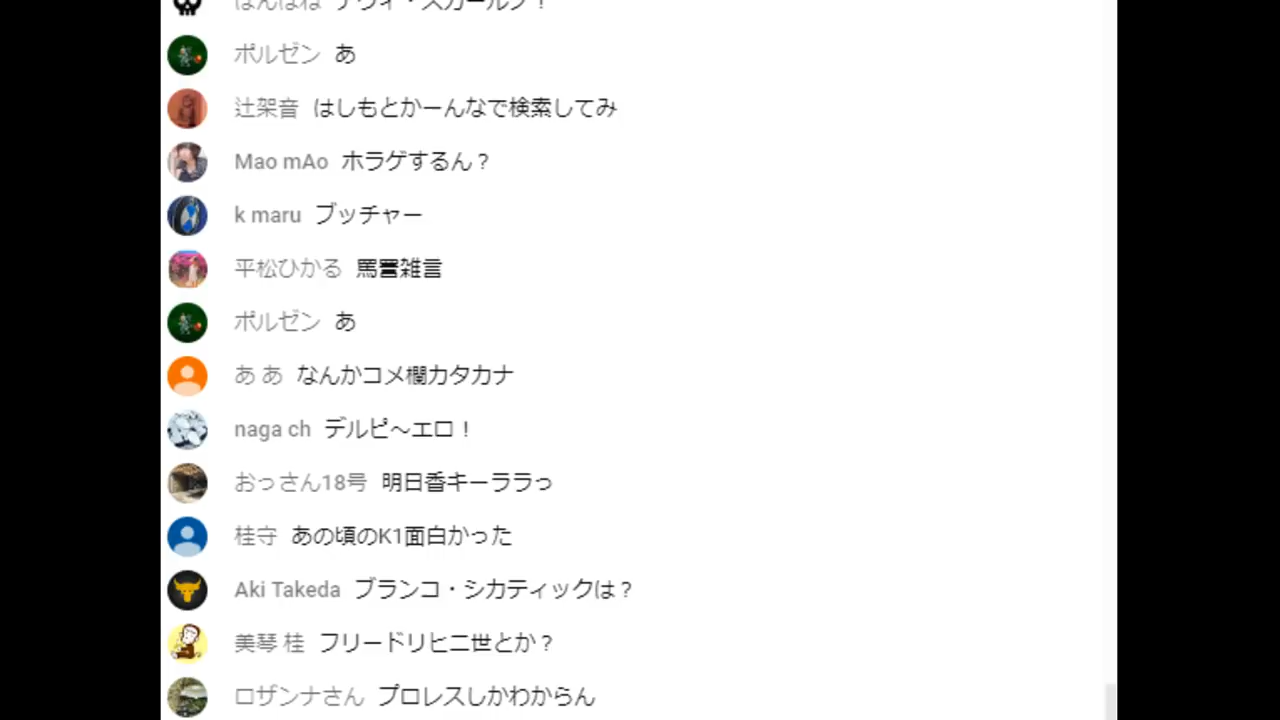 ポルゼン あ
辻架音 はしもとかーんなで検索してみ
Mao mAo ホラゲするん？
k maru ブッチャー
平松ひかる 罵詈雑言
ポルゼン あ
あ あ なんかコメ欄カタカナ
naga ch デルピ～エロ！
おっさん18号 明日香キーララっ
桂守 あの頃のK1面白かった
Aki Takeda ブランコ・シカティックは？
美琴 桂 フリードリヒ二世とか？
ロザンナさん プロレスしかわからん